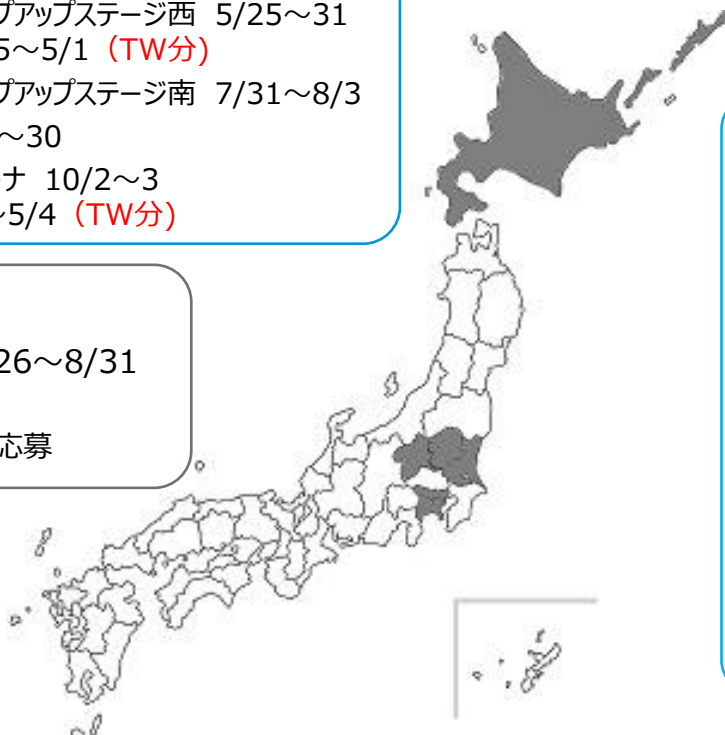 プアップステージ西 5/25～31
5～5/1（TW分)
プアップステージ南 7/31～8/3
～30
ナ 10/2～3
～5/4（TW分)
26～8/31
応募